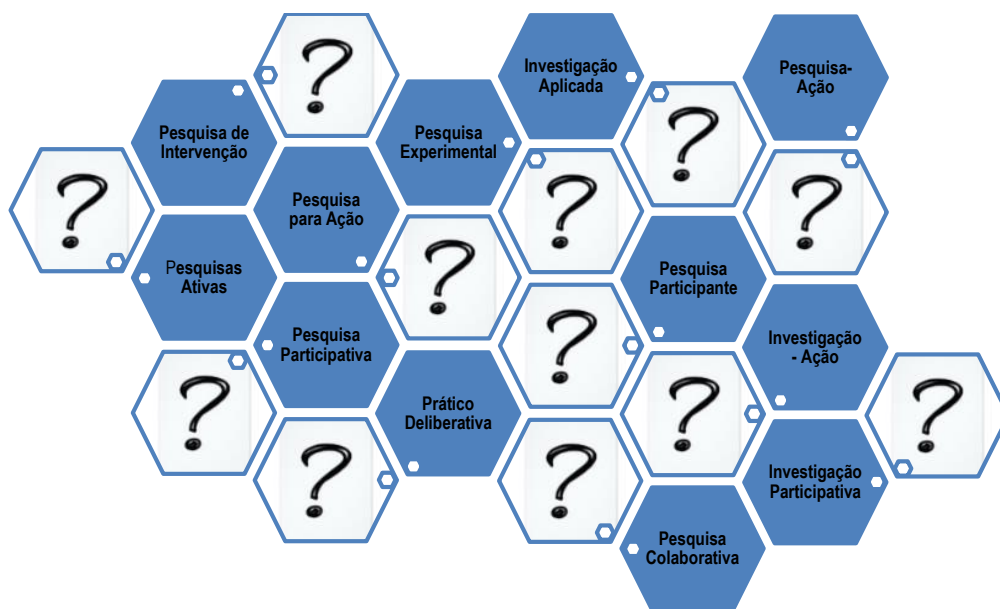 ?
Investigação
Aplicada
Pesquisa-
Ação
Pesquisa de
Intervenção
Pesquisa
Experimental
?
?
Pesquisa
para Ação
?
?
Pesquisas
Ativas
?
Pesquisa
Participante
Pesquisa
Participativa
?
Investigação
- Ação
?
Prático
Deliberativa
?
?
?
?
Investigação
Participativa
Pesquisa
Colaborativa